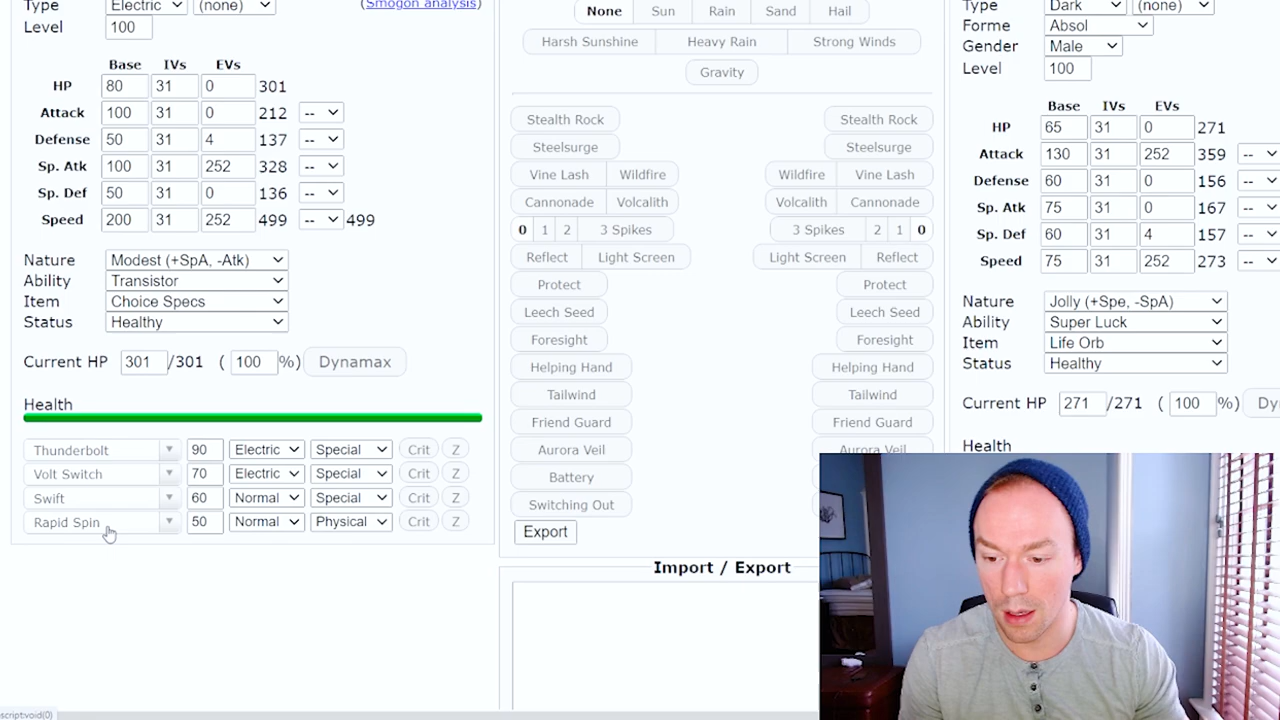 Type Electric (none) (Smogon analysis)
Level 100
Base IVs EVs
HP 80 31 0 301
Attack 100 31 0 212 --
Defense 50 31 4 137 --
Sp. Atk 100 31 252 328 --
Sp. Def 50 31 0 136 --
Speed 200 31 252 499 -- 499
Nature Modest (+SpA, -Atk)
Ability Transistor
Item Choice Specs
Status Healthy
Current HP 301 /301 ( 100 %) Dynamax
Health
Thunderbolt 90 Electric Special Crit Z
Volt Switch 70 Electric Special Crit Z
Swift 60 Normal Special Crit Z
Rapid Spin 50 Normal Physical Crit Z
None Sun Rain Sand Hail
Harsh Sunshine Heavy Rain Strong Winds
Gravity
Stealth Rock Stealth Rock
Steelsurge Steelsurge
Vine Lash Wildfire Wildfire Vine Lash
Cannonade Volcalith Volcalith Cannonade
0 1 2 3 Spikes 3 Spikes 2 1 0
Reflect Light Screen Light Screen Reflect
Protect Protect
Leech Seed Leech Seed
Foresight Foresight
Helping Hand Helping Hand
Tailwind Tailwind
Friend Guard Friend Guard
Aurora Veil Aurora Veil
Battery
Switching Out
Export
Import / Export
Type Dark (none)
Forme Absol
Gender Male
Level 100
Base IVs EVs
HP 65 31 0 271
Attack 130 31 252 359 --
Defense 60 31 0 156 --
Sp. Atk 75 31 0 167 --
Sp. Def 60 31 4 157 --
Speed 75 31 252 273 --
Nature Jolly (+Spe, -SpA)
Ability Super Luck
Item Life Orb
Status Healthy
Current HP 271 /271 ( 100 %) Dy
Health
script:void(0)